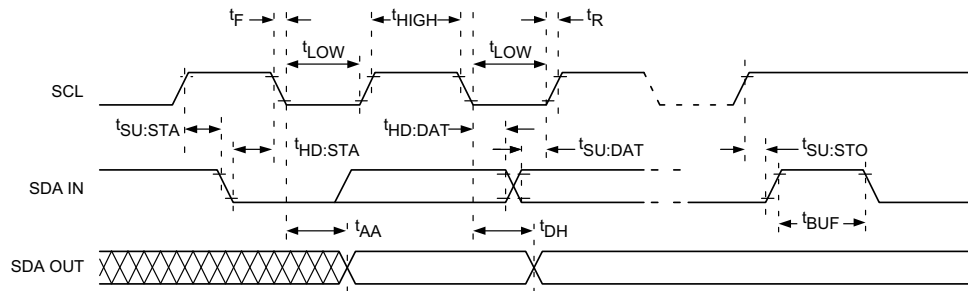 tF
tHIGH
tR
tLOW
tLOW
SCL
tSU:STA
tHD:STA
tHD:DAT
tSU:DAT
tSU:STO
SDA IN
tBUF
tAA
tDH
SDA OUT